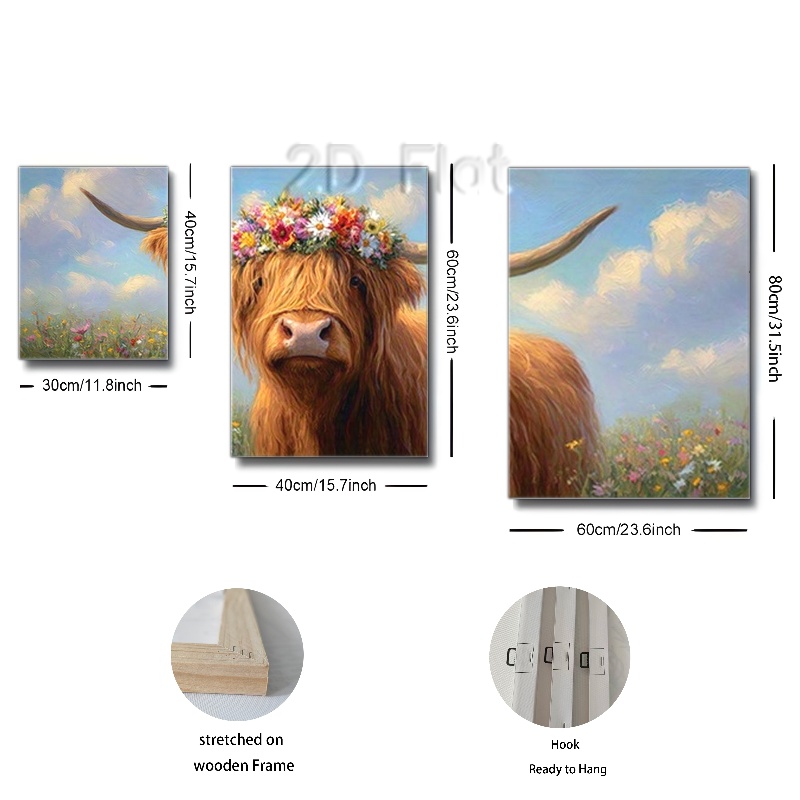 2D Flat
40cm/15.7inch
30cm/11.8inch
60cm/23.6inch
40cm/15.7inch
80cm/31.5inch
60cm/23.6inch
stretched on
wooden Frame
Hook
Ready to Hang